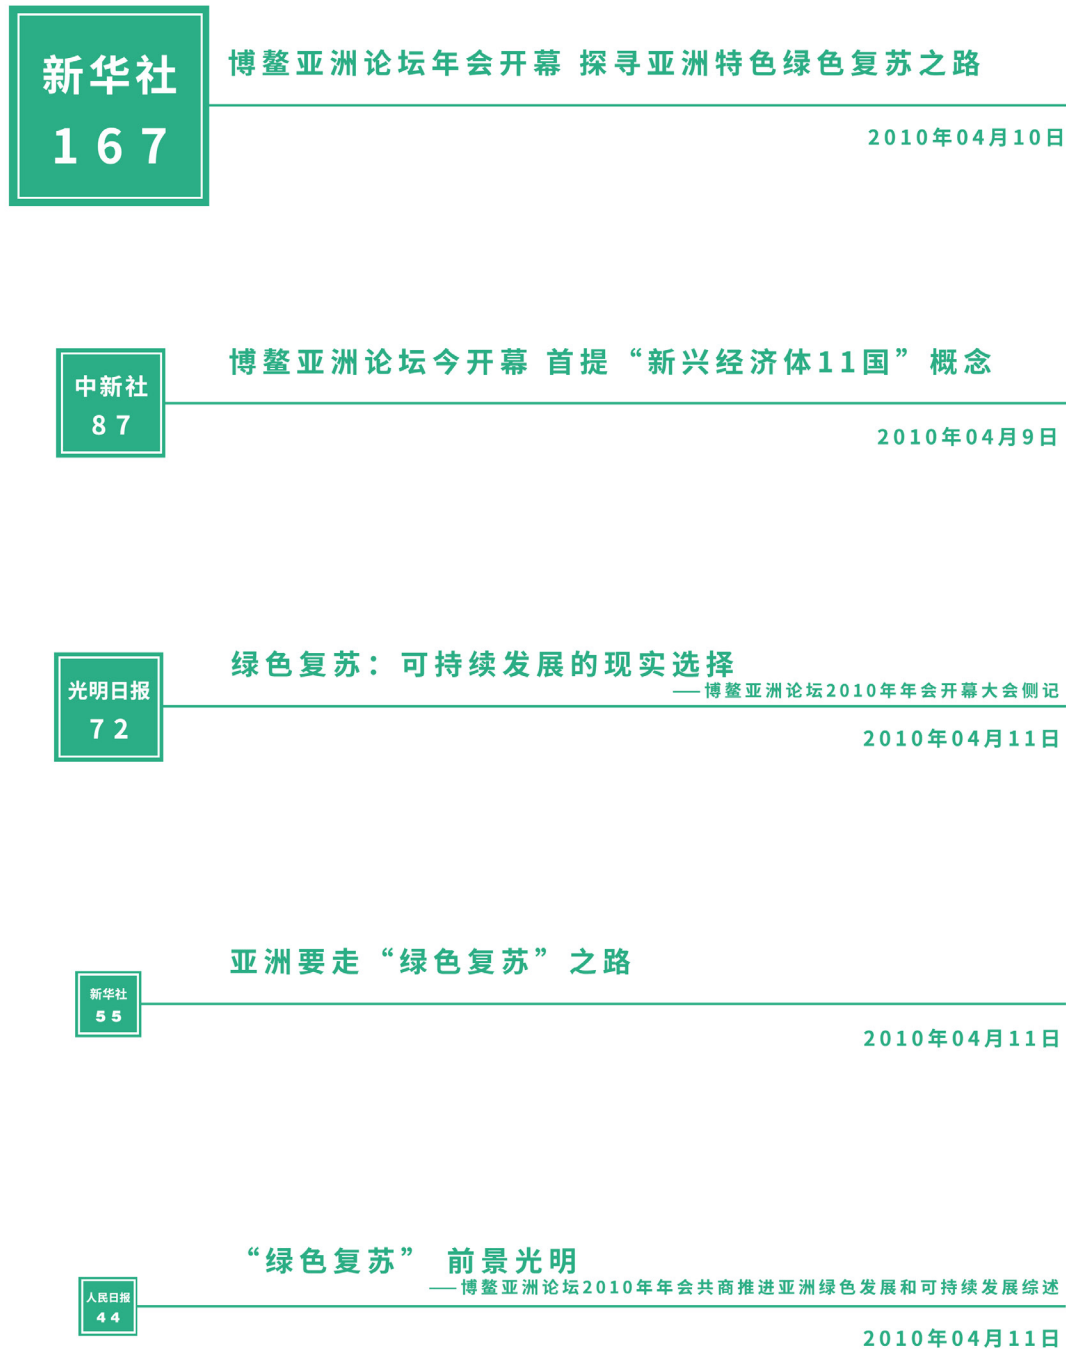 新华社
167
博鳌亚洲论坛年会开幕 探寻亚洲特色绿色复苏之路
2010年04月10日
中新社
87
博鳌亚洲论坛今开幕 首提“新兴经济体11国”概念
2010年04月9日
光明日报
72
绿色复苏：可持续发展的现实选择
——博鳌亚洲论坛2010年年会开幕大会侧记
2010年04月11日
新华社
55
亚洲要走“绿色复苏”之路
2010年04月11日
人民日报
44
“绿色复苏” 前景光明
——博鳌亚洲论坛2010年年会共商推进亚洲绿色发展和可持续发展综述
2010年04月11日